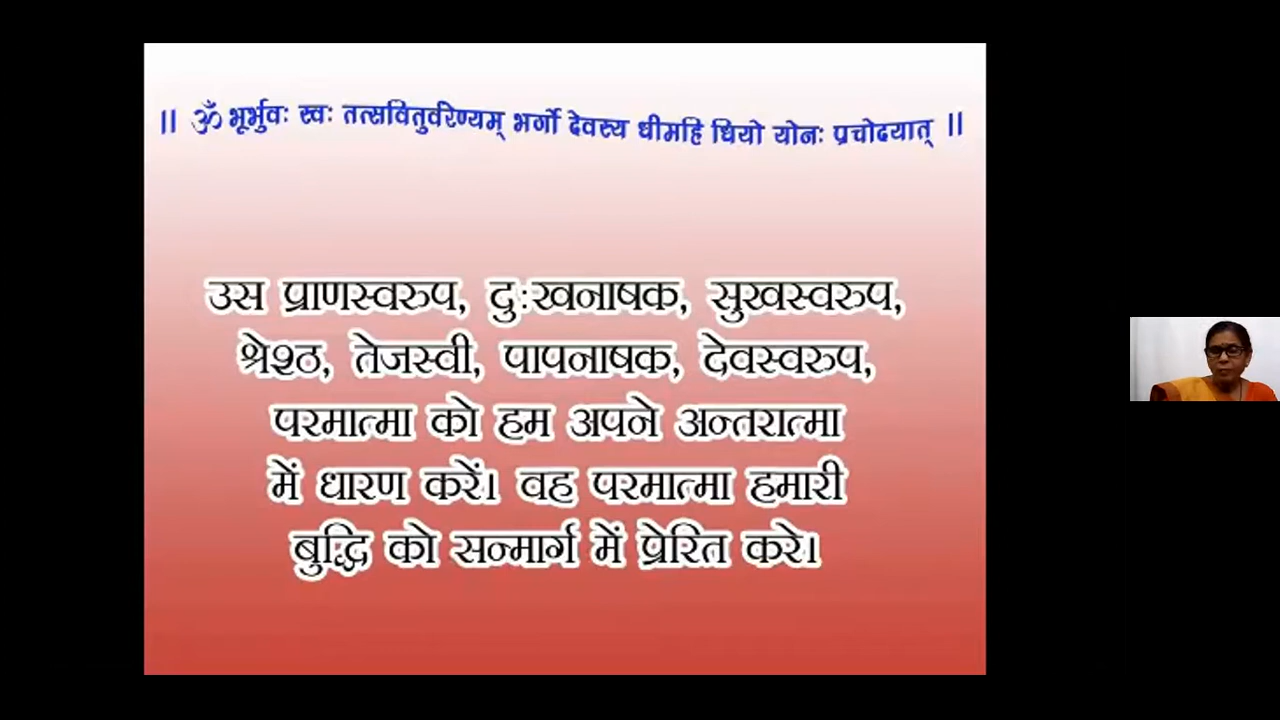 ॥ ॐ भूर्भुवः स्वः तत्सवितुर्वरेण्यम् भर्गो देवस्य धीमहि धियो योनः प्रचोदयात् ॥
उस प्राणस्वरुप, दुःखनाषक, सुखस्वरुप,
श्रेश्ठ, तेजस्वी, पापनाषक, देवस्वरुप,
परमात्मा को हम अपने अन्तरात्मा
में धारण करें। वह परमात्मा हमारी
बुद्धि को सन्मार्ग में प्रेरित करे।